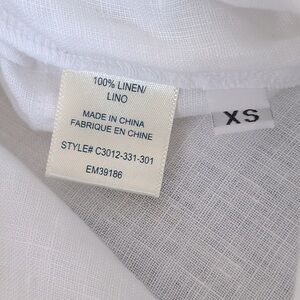 100% LINEN/
LINO
MADE IN CHINA
FABRIQUE EN CHINE
STYLE# C3012-331-301
EM39186
XS